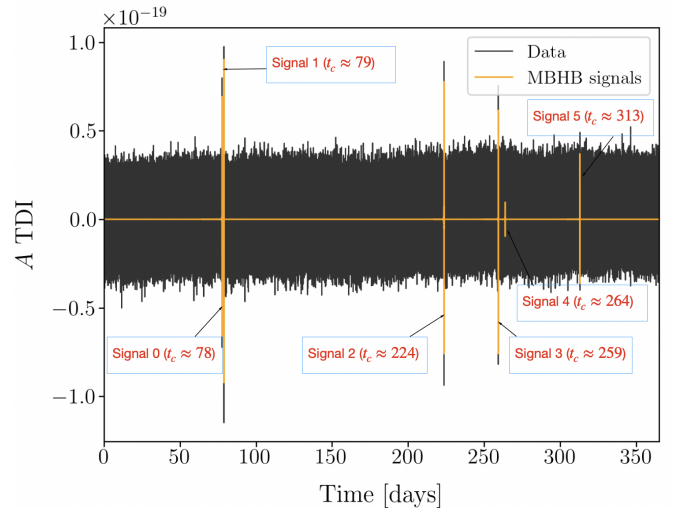 ×10⁻¹⁹
1.0
0.5
0.0
−0.5
−1.0
A TDI
Signal 1 (t_c ≈ 79)
Data
MBHB signals
Signal 5 (t_c ≈ 313)
Signal 4 (t_c ≈ 264)
Signal 0 (t_c ≈ 78)
Signal 2 (t_c ≈ 224)
Signal 3 (t_c ≈ 259)
0 50 100 150 200 250 300 350
Time [days]